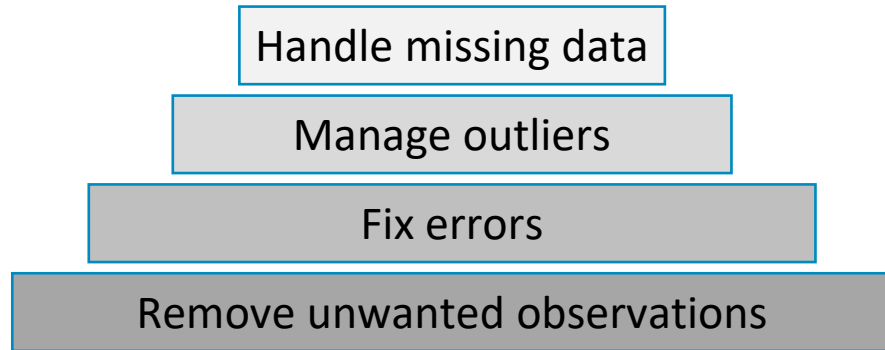 Handle missing data
Manage outliers
Fix errors
Remove unwanted observations